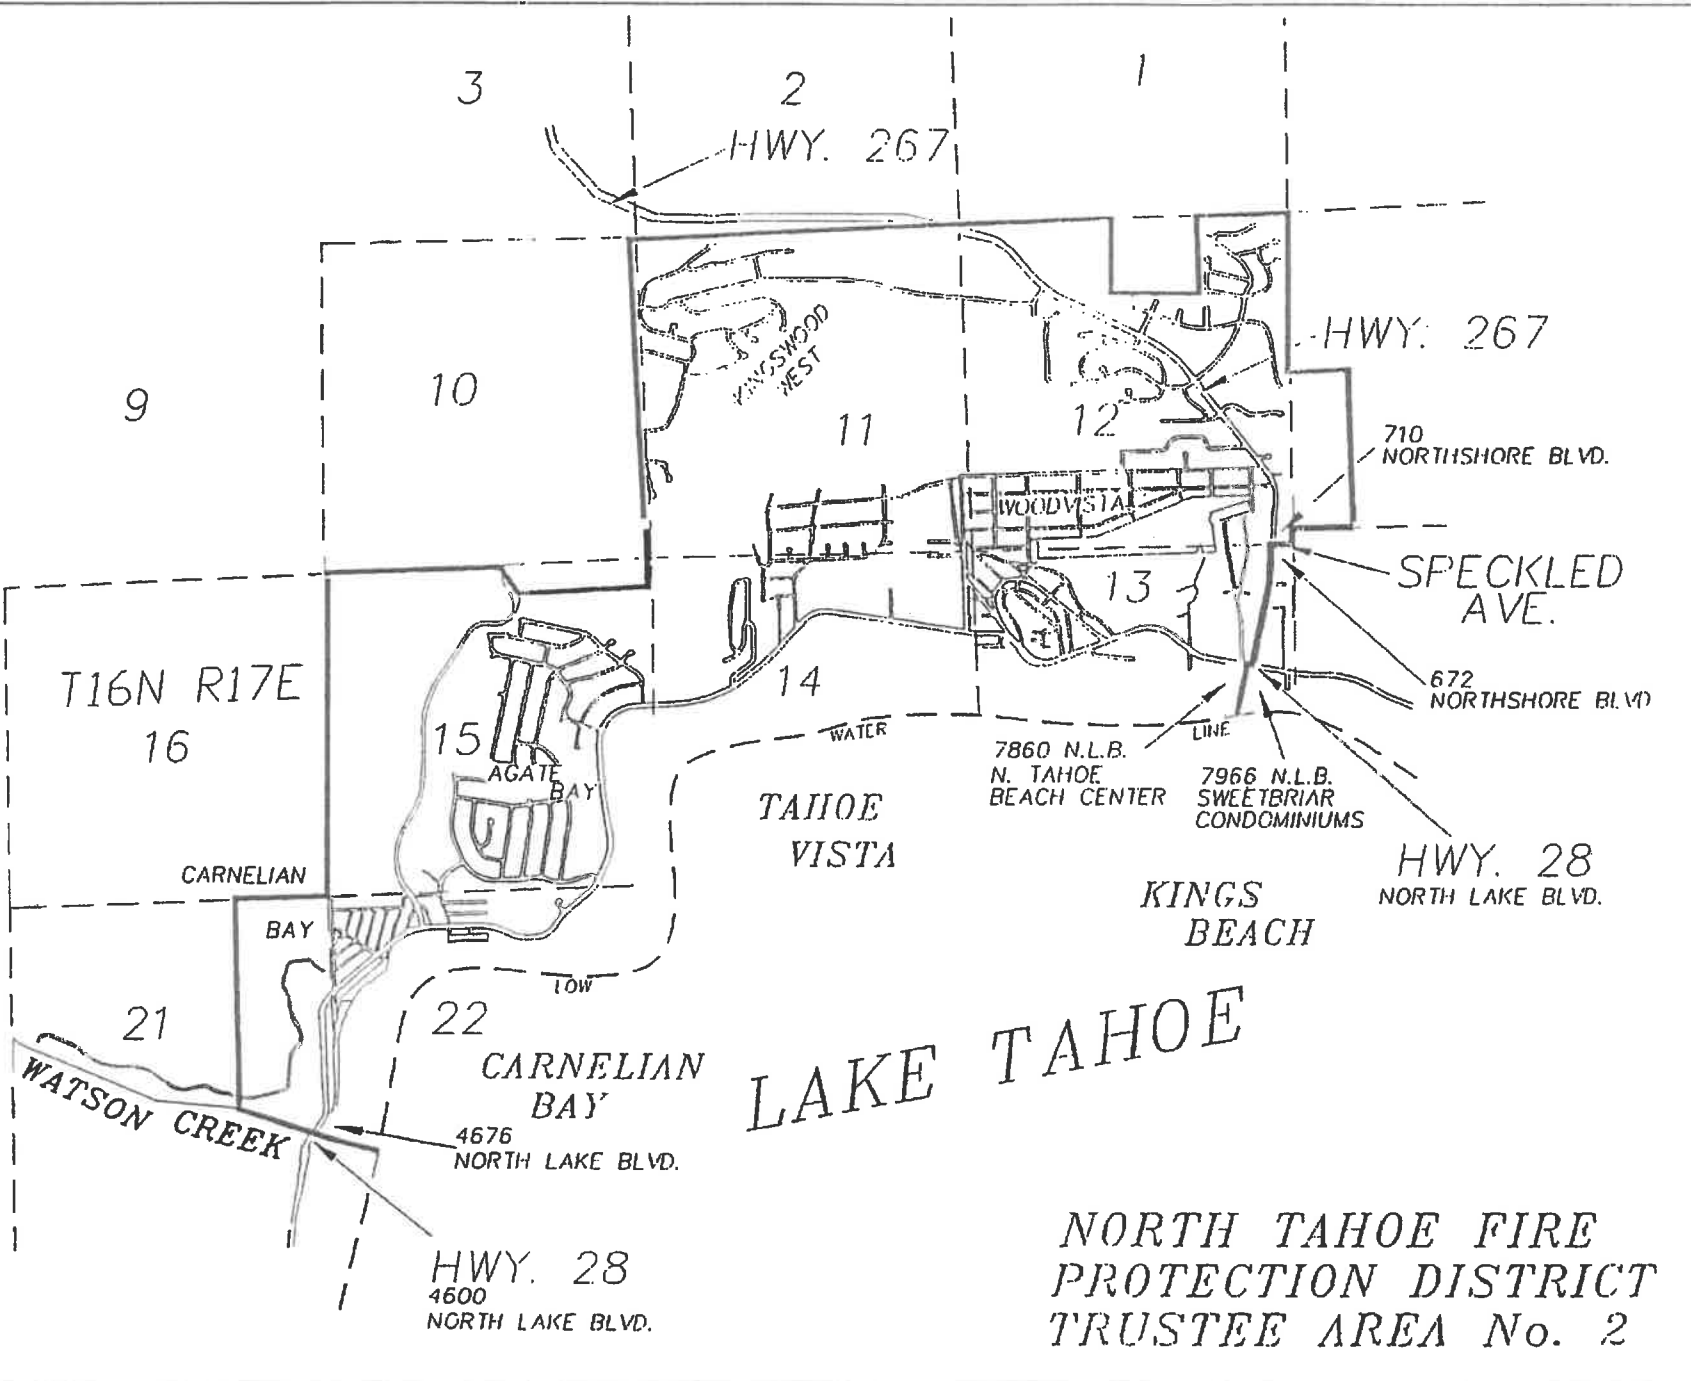 3
2
1
HWY. 267
HWY. 267
9
10
KINGSWOOD
WEST
11
12
710
NORTHSHORE BLVD.
WOODVISTA
13
SPECKLED
AVE.
T16N R17E
16
15
14
672
NORTHSHORE BLVD
AGATE
BAY
WATER
LINE
7860 N.L.B.
N. TAHOE
BEACH CENTER
7966 N.L.B.
SWEETBRIAR
CONDOMINIUMS
TAHOE
VISTA
HWY. 28
NORTH LAKE BLVD.
CARNELIAN
BAY
KINGS
BEACH
LOW
21
22
LAKE TAHOE
CARNELIAN
BAY
WATSON CREEK
4676
NORTH LAKE BLVD.
HWY. 28
4600
NORTH LAKE BLVD.
NORTH TAHOE FIRE
PROTECTION DISTRICT
TRUSTEE AREA No. 2